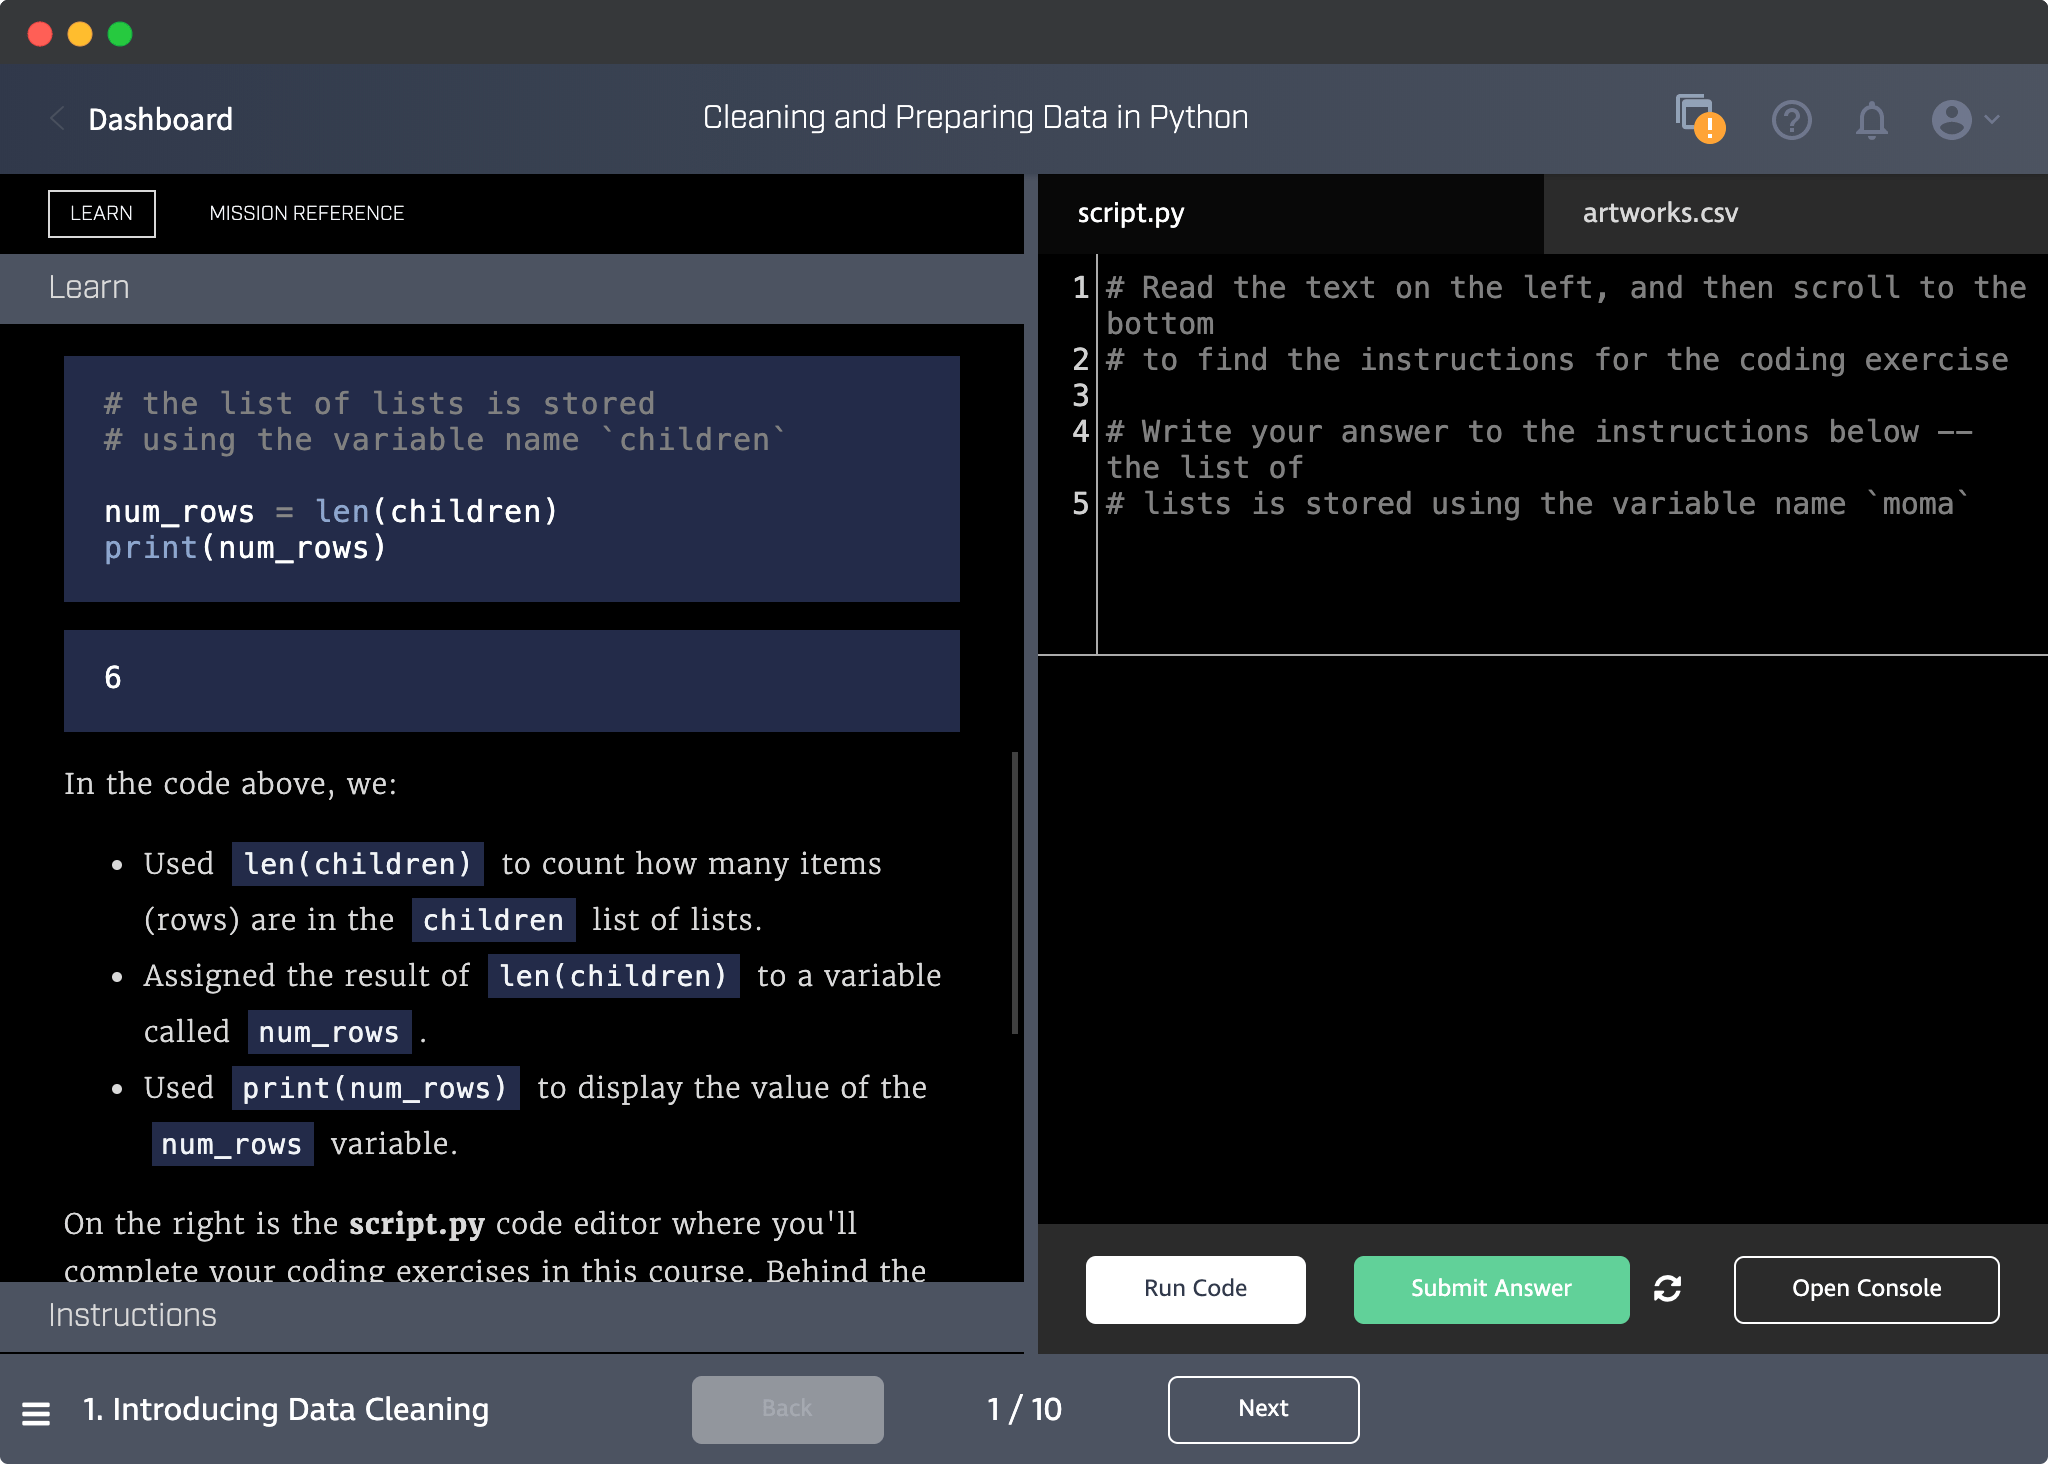 Dashboard
Cleaning and Preparing Data in Python
LEARN
MISSION REFERENCE
Learn
# the list of lists is stored
# using the variable name `children`
num_rows = len(children)
print(num_rows)
6
In the code above, we:
• Used len(children) to count how many items
(rows) are in the children list of lists.
• Assigned the result of len(children) to a variable
called num_rows .
• Used print(num_rows) to display the value of the
num_rows variable.
On the right is the script.py code editor where you'll
complete your coding exercises in this course. Behind the
Instructions
script.py
artworks.csv
1 # Read the text on the left, and then scroll to the
bottom
2 # to find the instructions for the coding exercise
3
4 # Write your answer to the instructions below --
the list of
5 # lists is stored using the variable name `moma`
Run Code
Submit Answer
Open Console
1. Introducing Data Cleaning
Back
1 / 10
Next